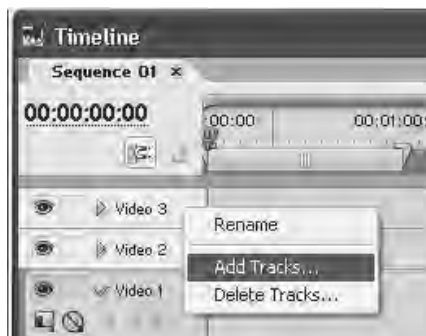 Timeline
Sequence 01 ×
00:00:00:00
00:00
00:01:00:
Video 3
Rename
Video 2
Add Tracks...
Video 1
Delete Tracks...